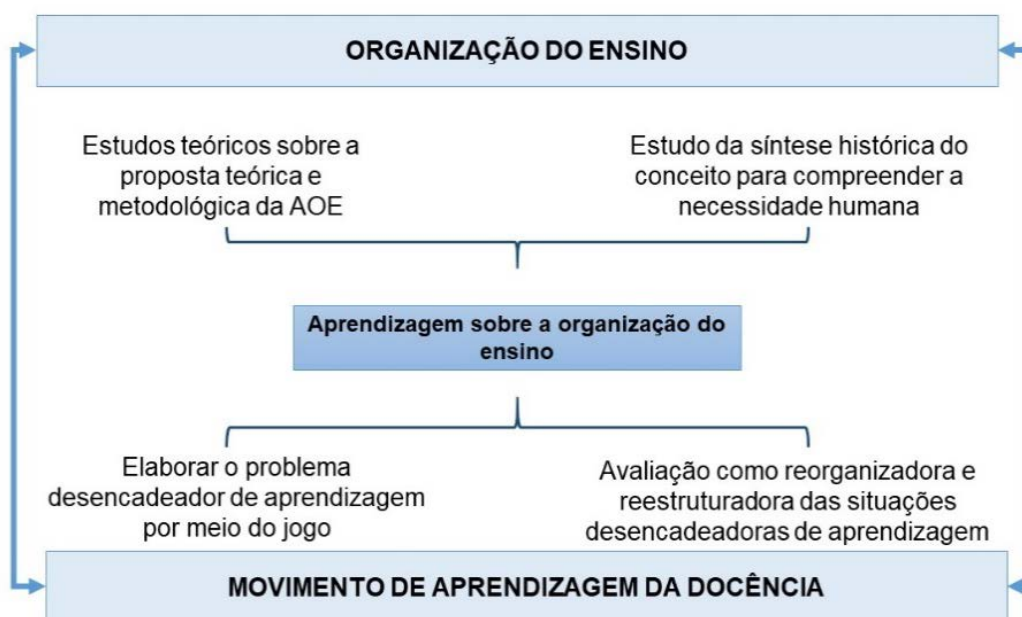 ORGANIZAÇÃO DO ENSINO
Estudos teóricos sobre a
proposta teórica e
metodológica da AOE
Estudo da síntese histórica do
conceito para compreender a
necessidade humana
Aprendizagem sobre a organização do
ensino
Elaborar o problema
desencadeador de aprendizagem
por meio do jogo
Avaliação como reorganizadora e
reestruturadora das situações
desencadeadoras de aprendizagem
MOVIMENTO DE APRENDIZAGEM DA DOCÊNCIA